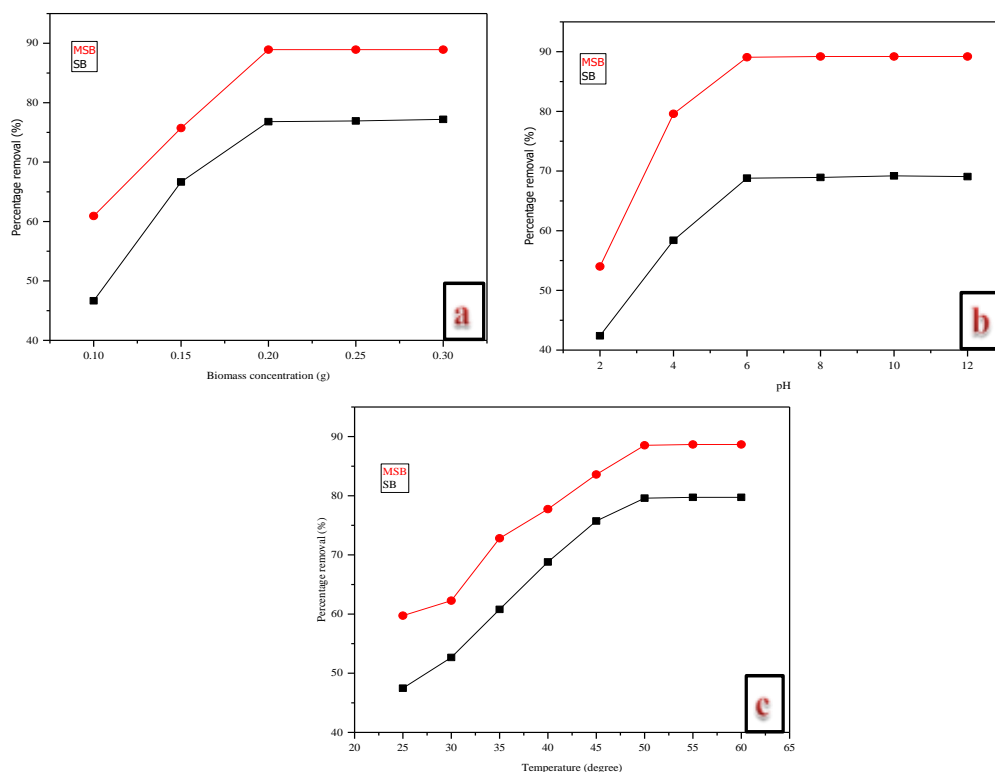 90
80
70
60
50
40
Percentage removal (%)
MSB
SB
0.10 0.15 0.20 0.25 0.30
Biomass concentration (g)
a
90
80
70
60
50
40
Percentage removal (%)
MSB
SB
2 4 6 8 10 12
pH
b
90
80
70
60
50
40
Percentage removal (%)
MSB
SB
20 25 30 35 40 45 50 55 60 65
Temperature (degree)
c